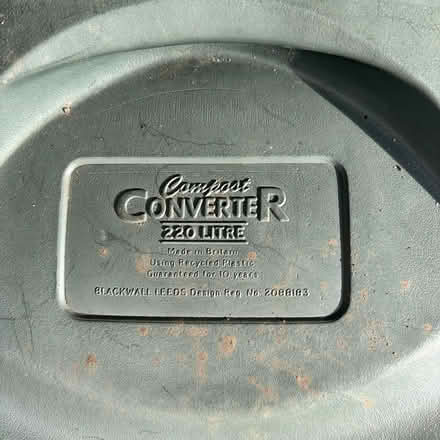 Compost
CONVERTER
220 LITRE
Made in Britain
Using Recycled Plastic
Guaranteed for 10 years
BLACKWALL LEEDS Design Reg. No. 2088183